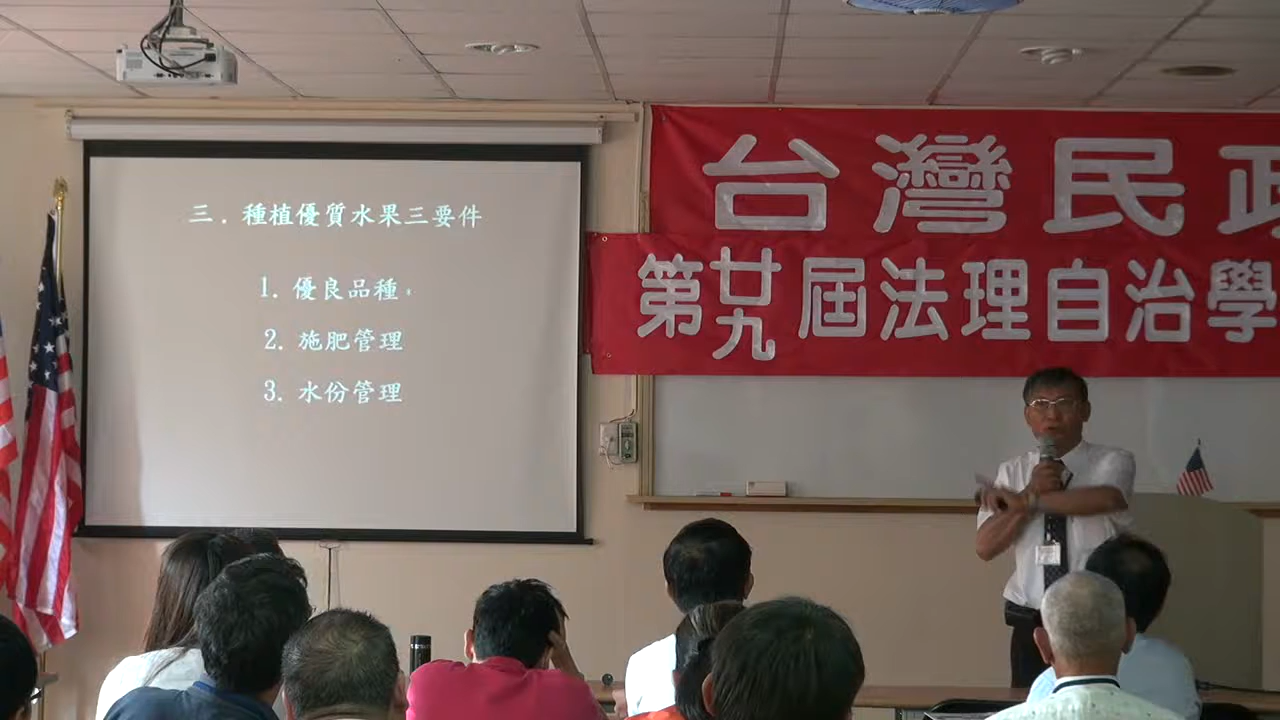 三. 種植優質水果三要件
1. 優良品種.
2. 施肥管理
3. 水份管理
台灣民政
第廿九屆法理自治學